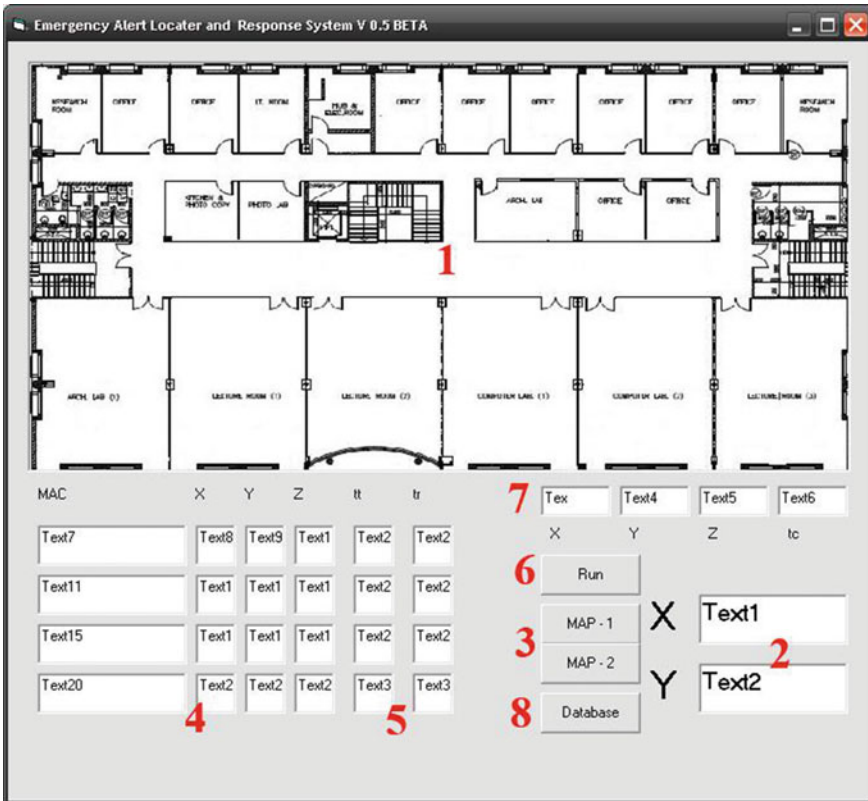 Emergency Alert Locater and Response System V 0.5 BETA
RESEARCH ROOM OFFICE OFFICE I.T. ROOM HUB & ELEC.ROOM OFFICE OFFICE OFFICE OFFICE OFFICE OFFICE RESEARCH ROOM
KITCHEN & PHOTO COPY PHOTO LAB ARCH. LAB OFFICE OFFICE
1
ARCH. LAB (1) LECTURE ROOM (1) LECTURE ROOM (2) COMPUTER LAB. (1) COMPUTER LAB. (2) LECTURE ROOM (3)
MAC X Y Z tt tr 7 Tex Text4 Text5 Text6
X Y Z tc
Text7 Text8 Text9 Text1 Text2 Text2
6 Run
Text11 Text1 Text1 Text1 Text2 Text2
3 MAP - 1 X Text1
Text15 Text1 Text1 Text1 Text2 Text2
2
MAP - 2 Y Text2
Text20 Text2 Text2 Text2 Text3 Text3
4 5 8 Database